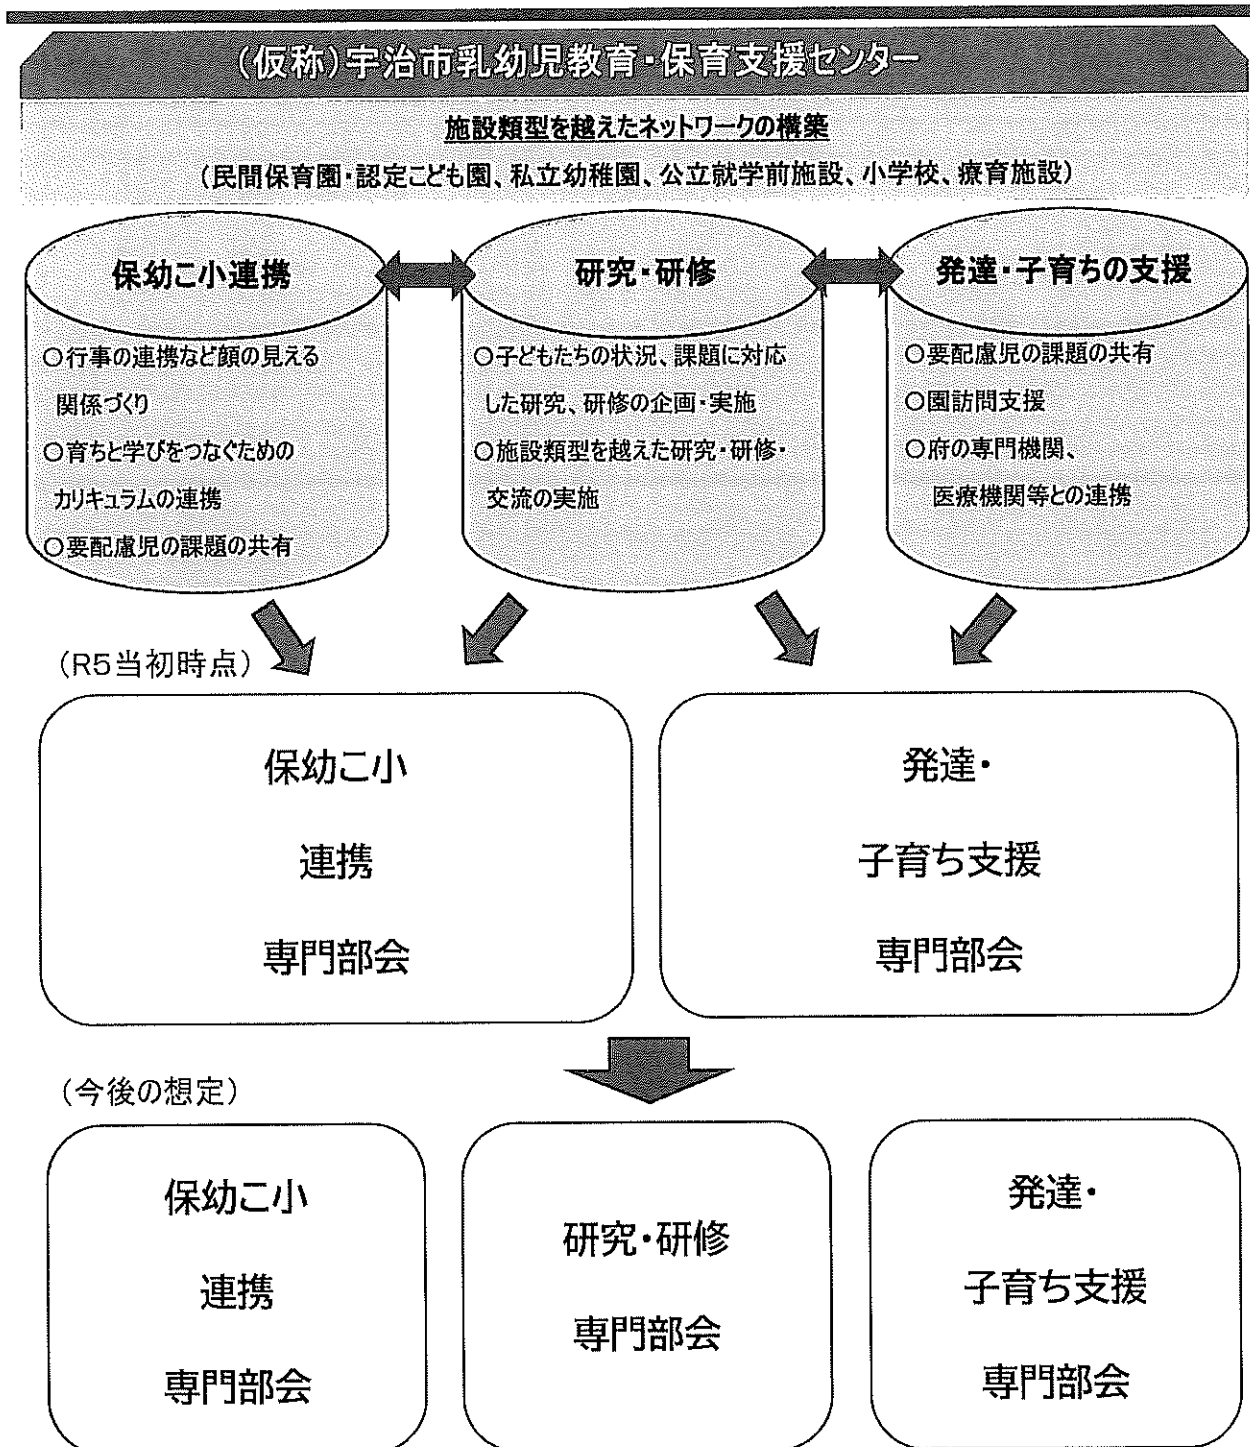 (仮称)宇治市乳幼児教育・保育支援センター
施設類型を越えたネットワークの構築
(民間保育園・認定こども園、私立幼稚園、公立就学前施設、小学校、療育施設)
保幼こ小連携
○行事の連携など顔の見える
関係づくり
○育ちと学びをつなぐための
カリキュラムの連携
○要配慮児の課題の共有
研究・研修
○子どもたちの状況、課題に対応
した研究、研修の企画・実施
○施設類型を越えた研究・研修・
交流の実施
発達・子育ちの支援
○要配慮児の課題の共有
○園訪問支援
○府の専門機関、
医療機関等との連携
(R5当初時点)
保幼こ小
連携
専門部会
発達・
子育ち支援
専門部会
(今後の想定)
保幼こ小
連携
専門部会
研究・研修
専門部会
発達・
子育ち支援
専門部会